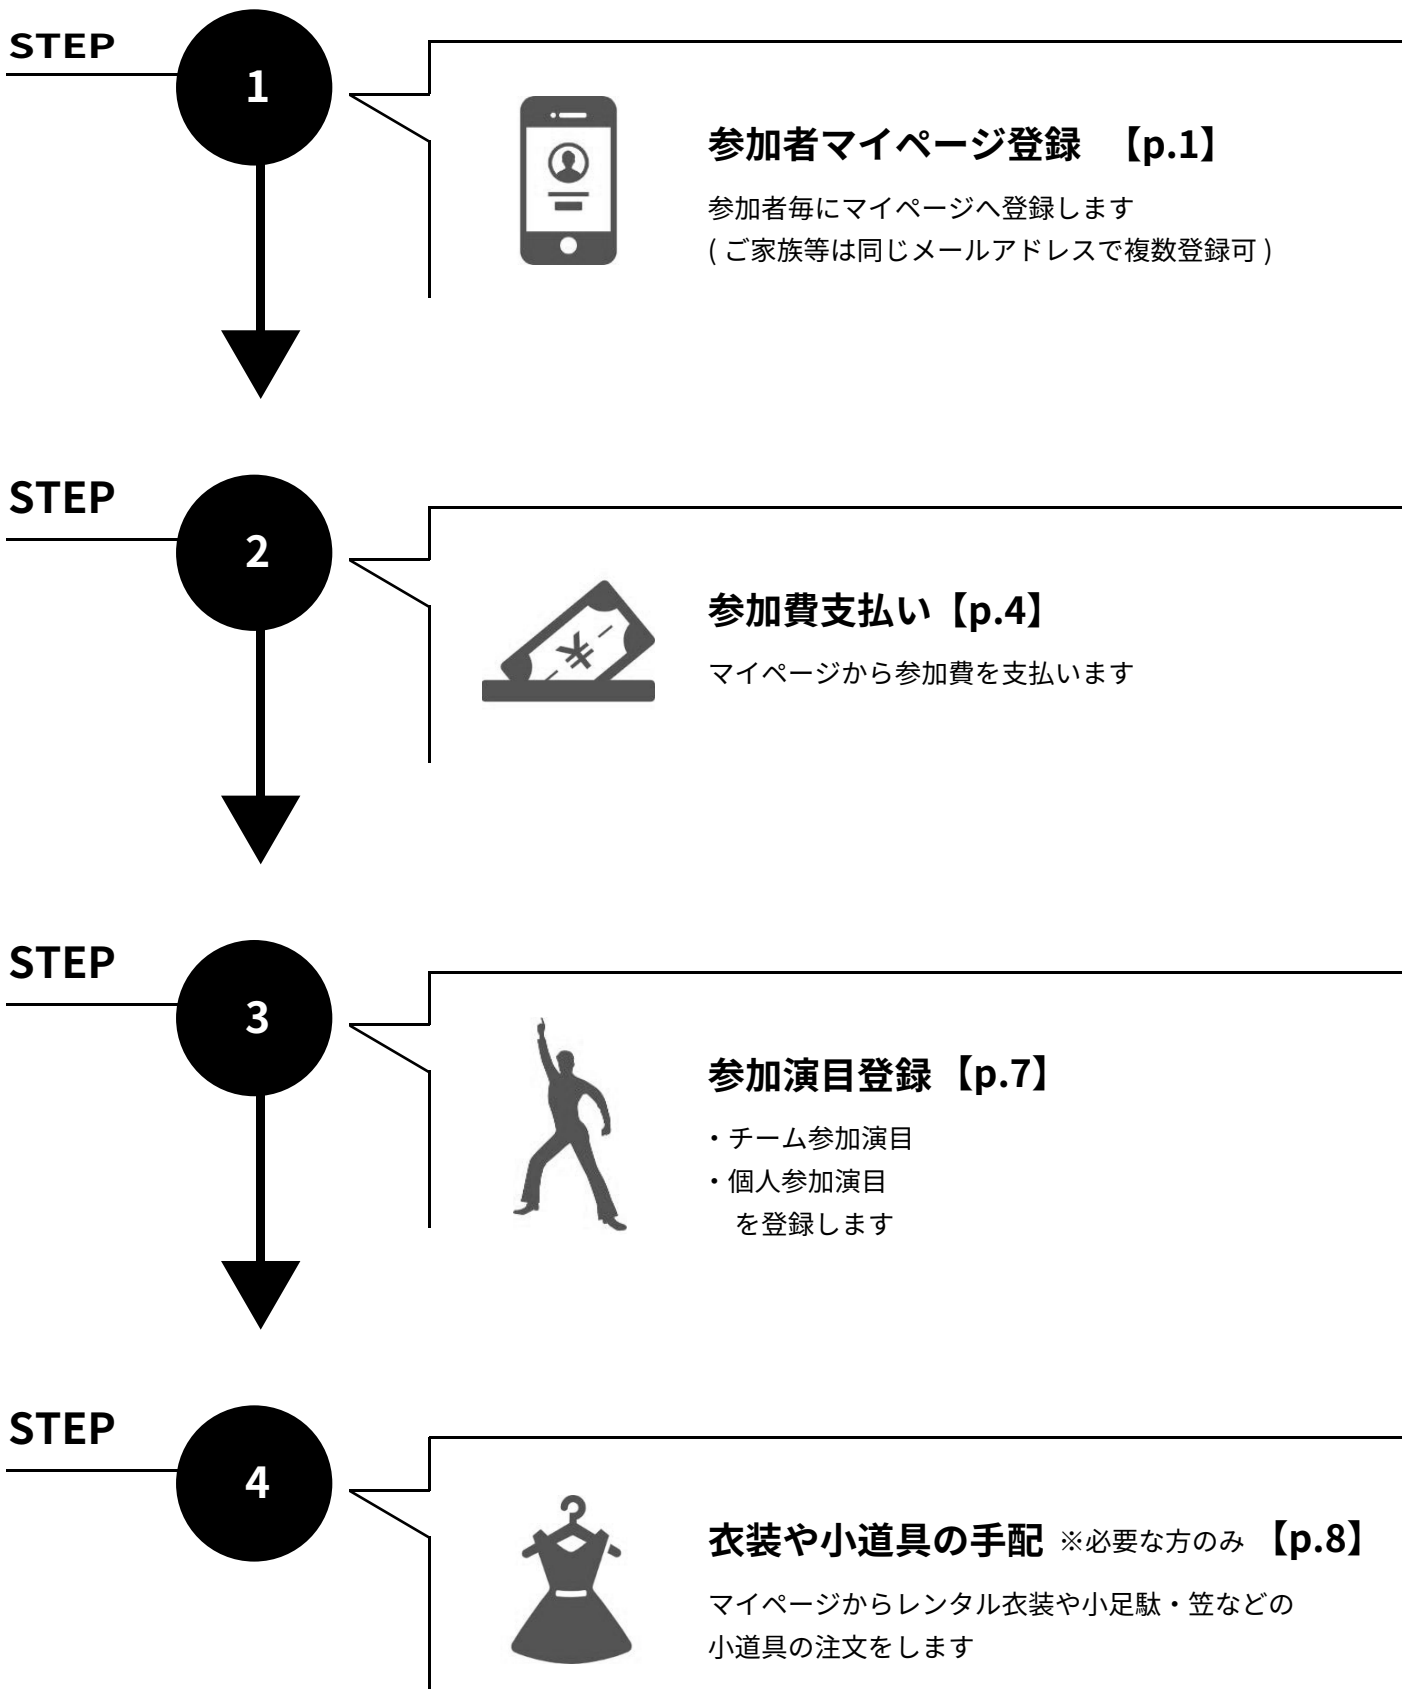 STEP
1
参加者マイページ登録　【p.1】
参加者毎にマイページへ登録します
( ご家族等は同じメールアドレスで複数登録可 )
STEP
2
参加費支払い【p.4】
¥
マイページから参加費を支払います
STEP
3
参加演目登録【p.7】
・チーム参加演目
・個人参加演目
を登録します
STEP
4
衣装や小道具の手配 ※必要な方のみ 【p.8】
マイページからレンタル衣装や小足駄・笠などの
小道具の注文をします